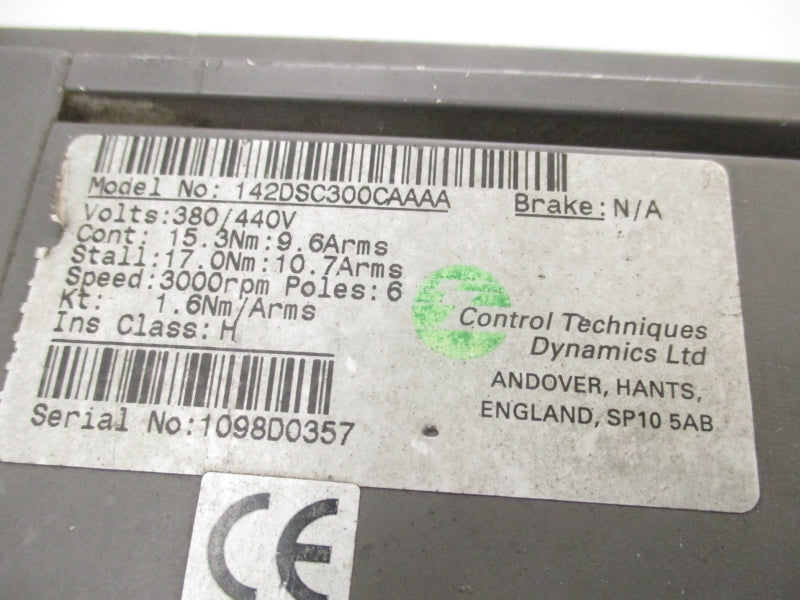 Model No: 142DSC300CAAAA Brake: N/A
Volts:380/440V
Cont: 15.3Nm:9.6Arms
Stall:17.0Nm:10.7Arms
Speed:3000rpm Poles:6
Kt: 1.6Nm/Arms
Ins Class:H
Control Techniques
Dynamics Ltd
ANDOVER, HANTS,
ENGLAND, SP10 5AB
Serial No:1098D0357
CE